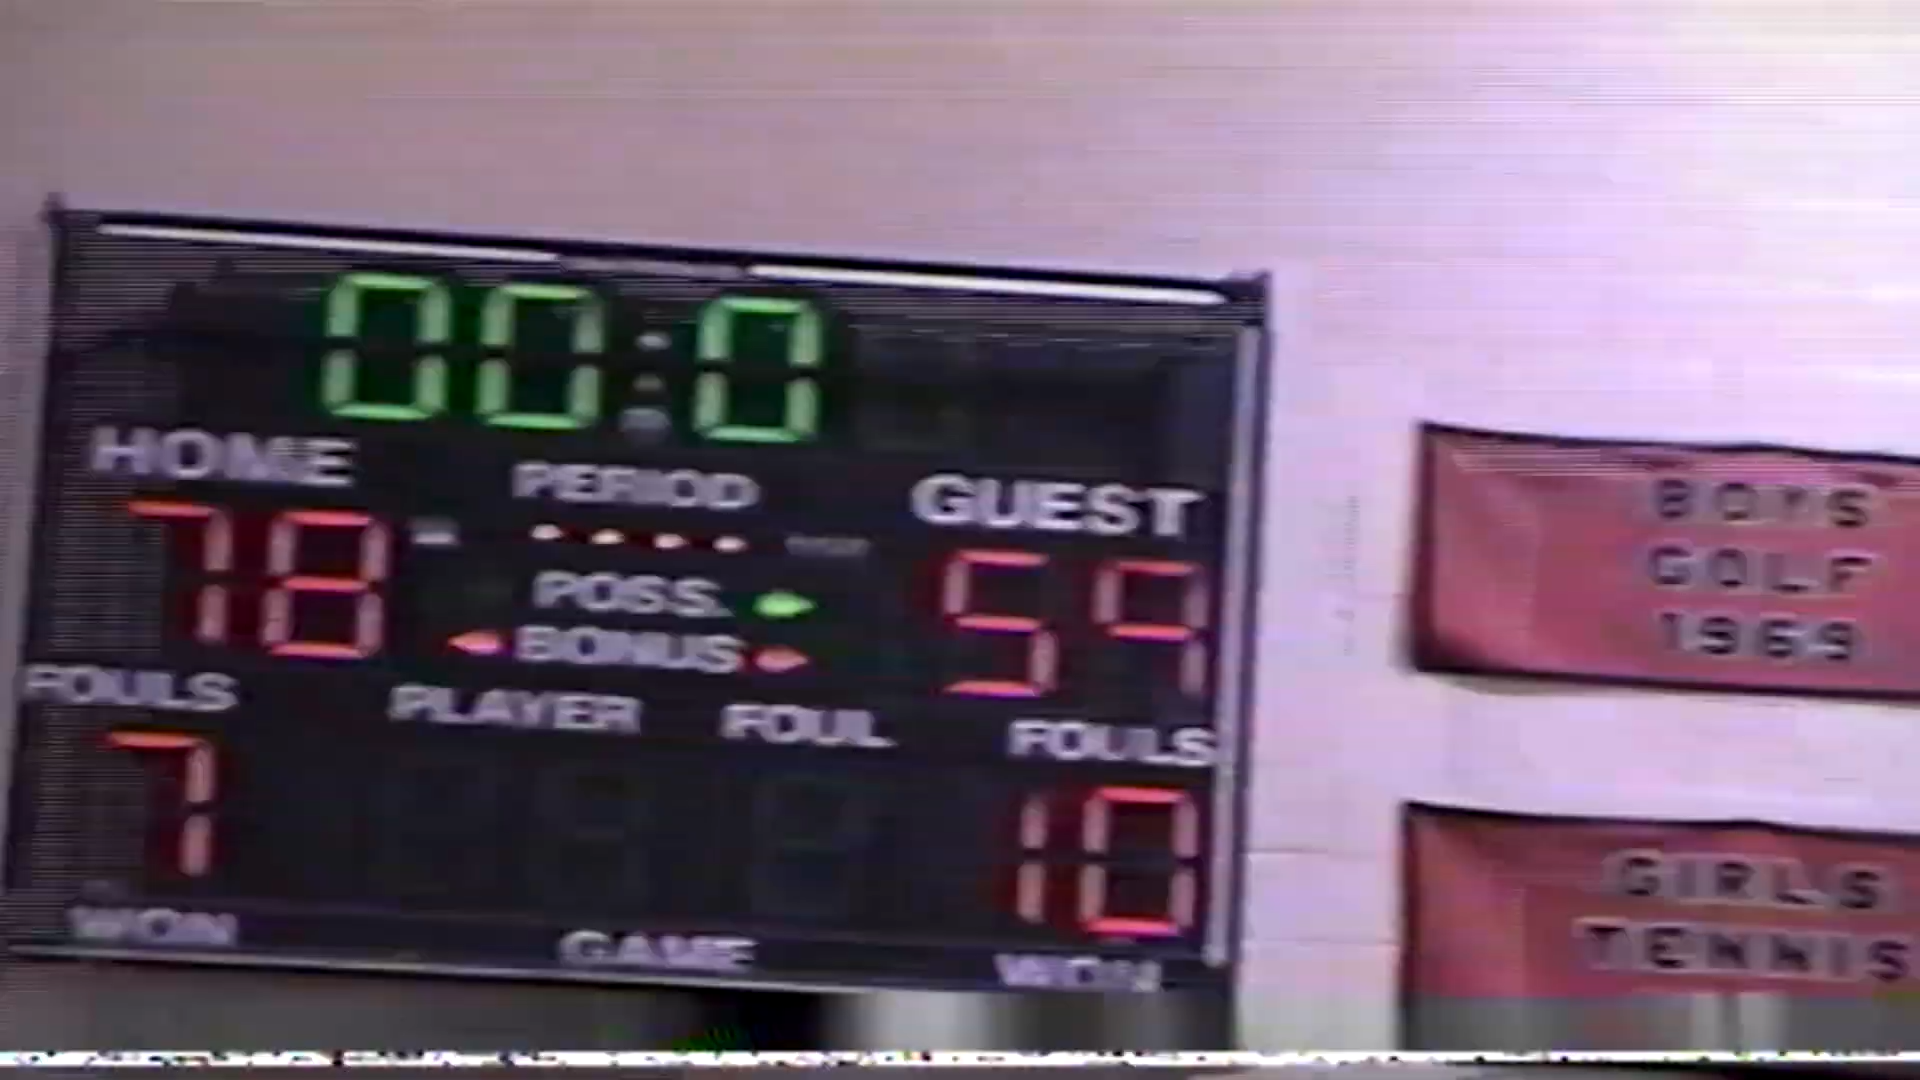 00:0
HOME PERIOD GUEST
78 59
POSS.
BONUS
FOULS PLAYER FOUL FOULS
7 10
WON GAME WON
BOYS
GOLF
1969
GIRLS
TENNIS